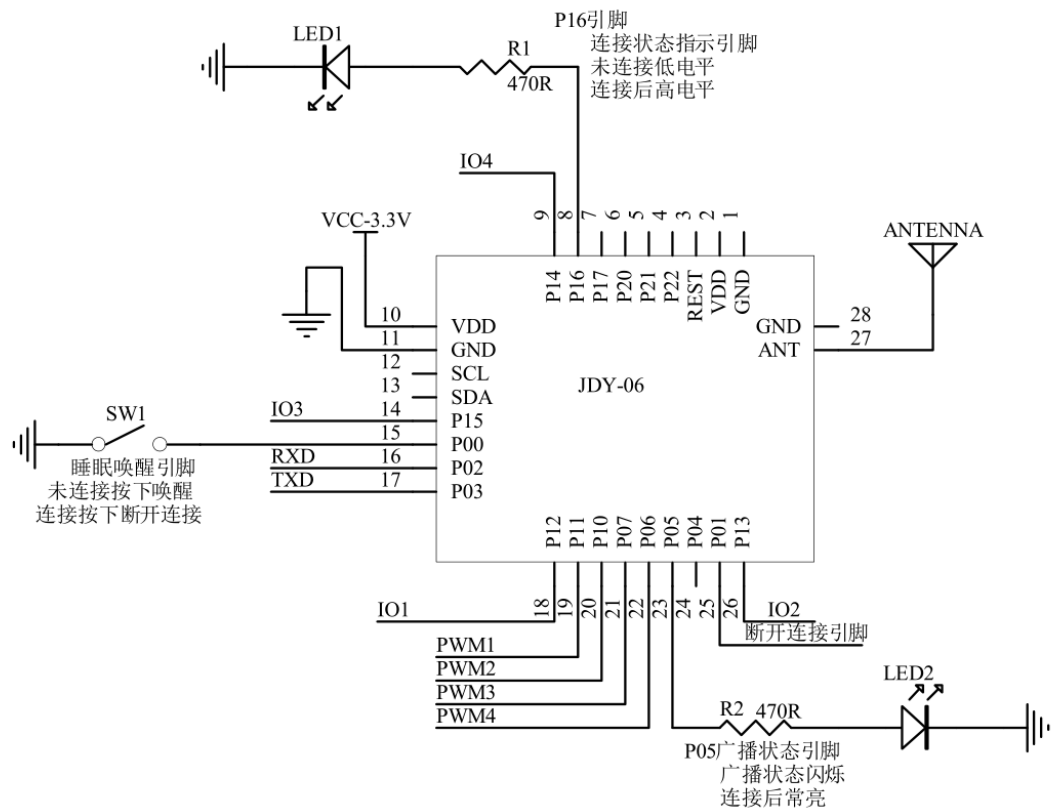 LED1
R1
470R
P16引脚
连接状态指示引脚
未连接低电平
连接后高电平
IO4
9
8
7
6
5
4
3
2
1
VCC-3.3V
ANTENNA
P14
P16
P17
P20
P21
P22
REST
VDD
GND
10
VDD
11
GND
12
SCL
13
SDA
IO3
14
P15
15
P00
RXD
16
P02
TXD
17
P03
GND
28
ANT
27
JDY-06
SW1
睡眠唤醒引脚
未连接按下唤醒
连接按下断开连接
P12
P11
P10
P07
P06
P05
P04
P01
P13
18
19
20
21
22
23
24
25
26
IO1
IO2
断开连接引脚
PWM1
PWM2
PWM3
PWM4
LED2
R2
470R
P05广播状态引脚
广播状态闪烁
连接后常亮